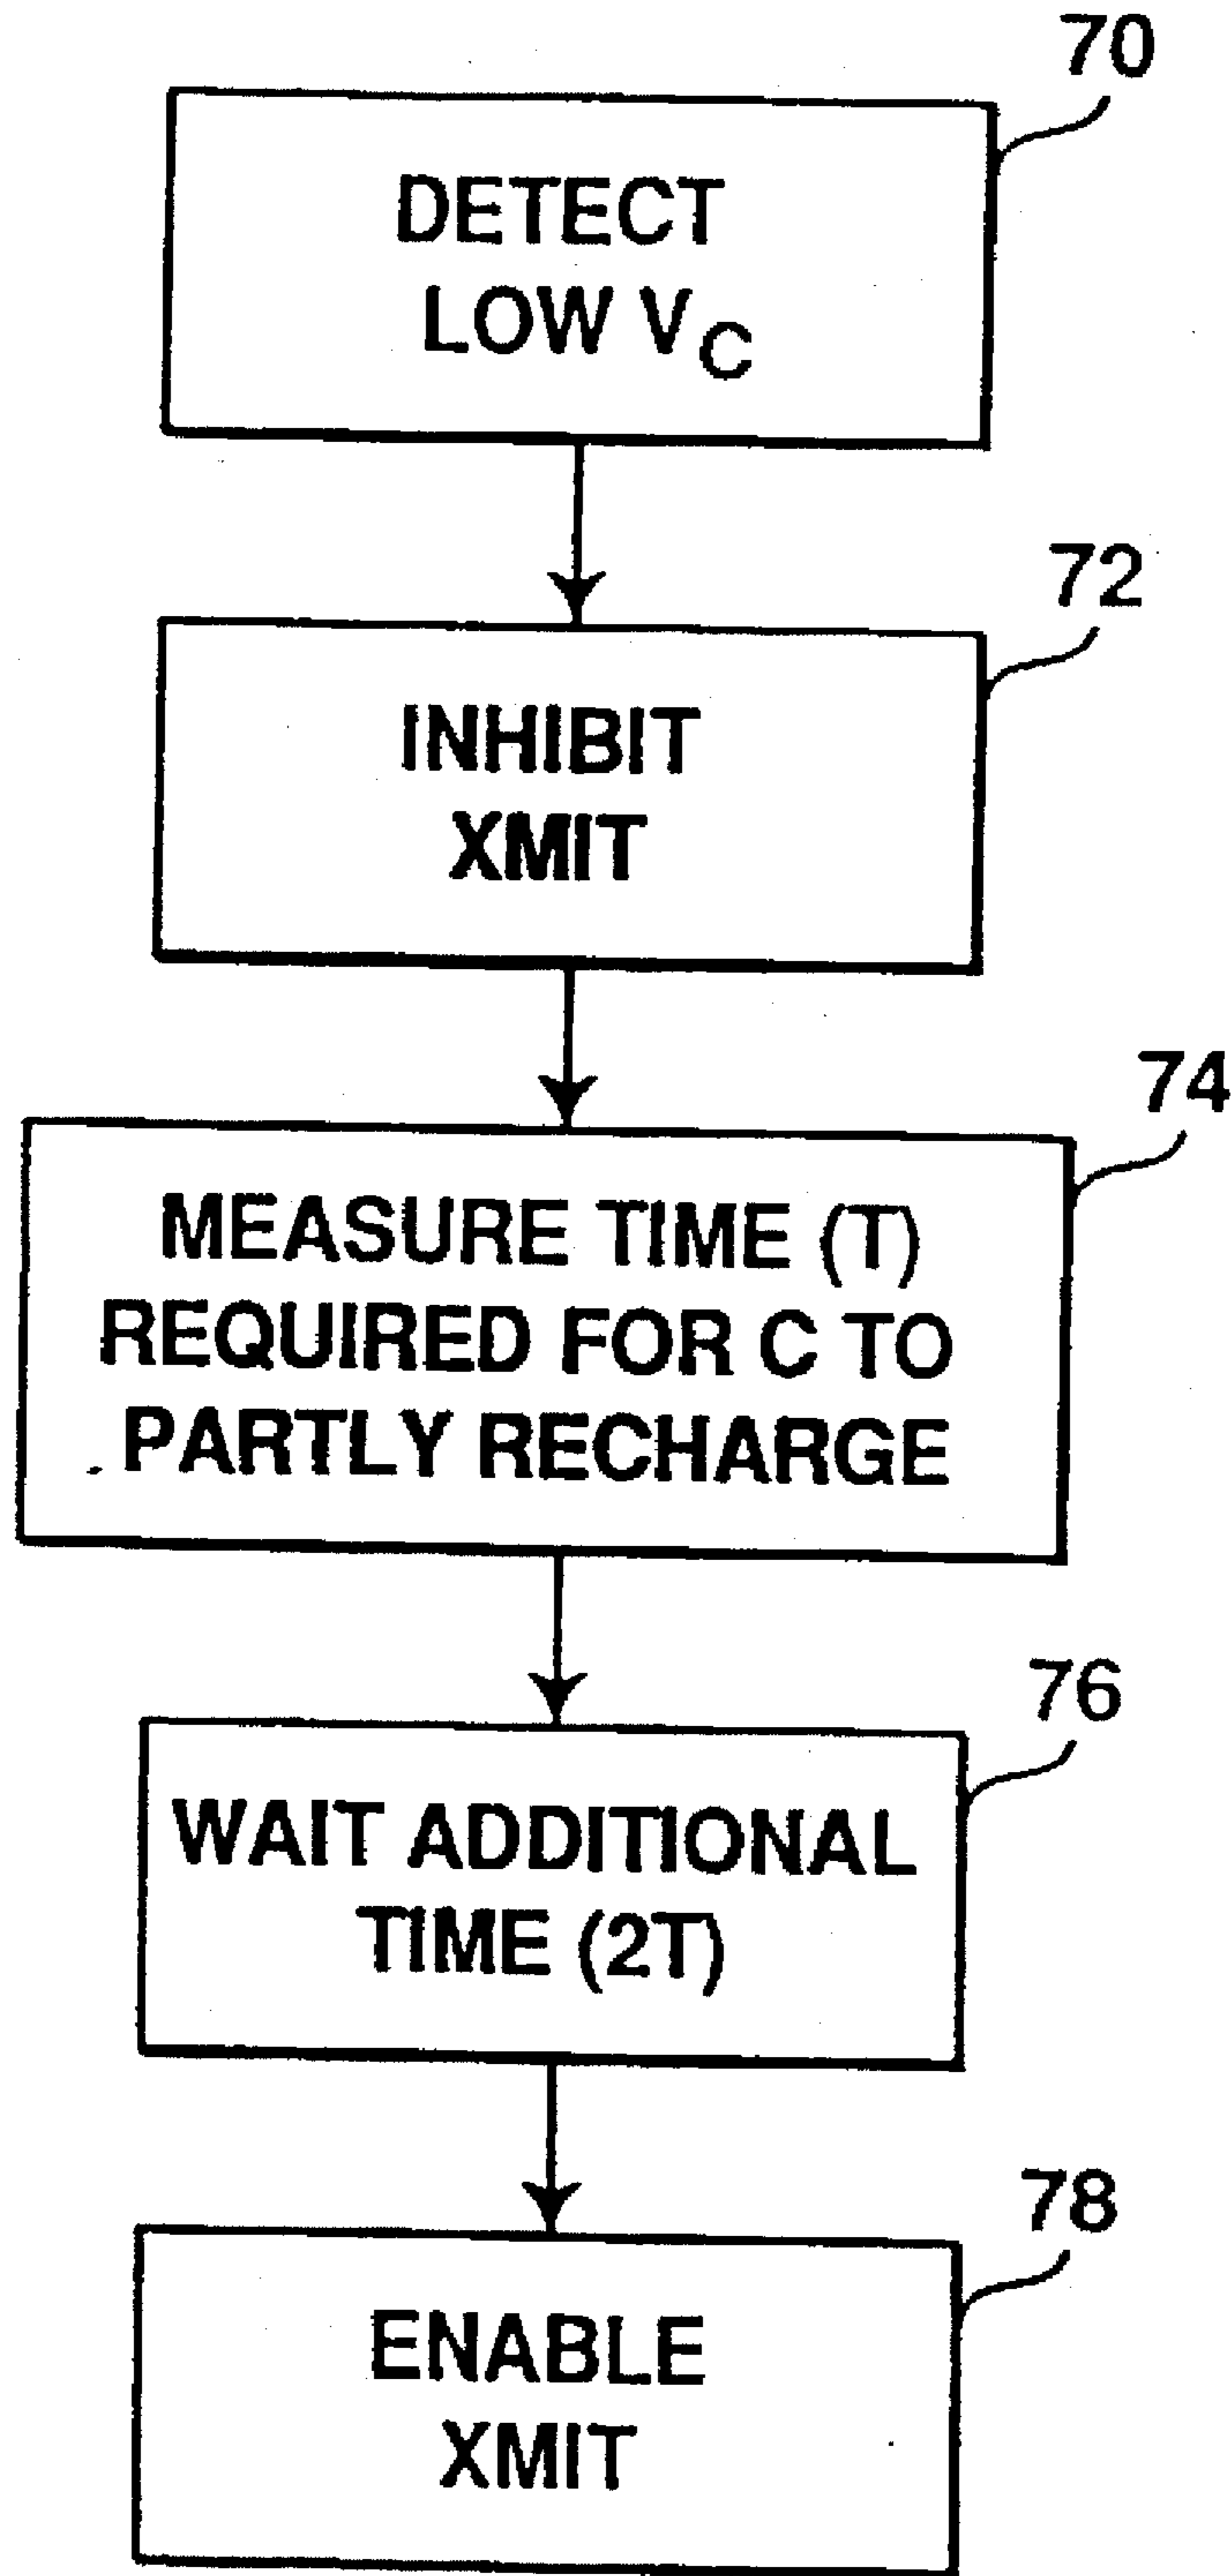 70
DETECT
LOW VC
72
INHIBIT
XMIT
74
MEASURE TIME (T)
REQUIRED FOR C TO
PARTLY RECHARGE
76
WAIT ADDITIONAL
TIME (2T)
78
ENABLE
XMIT